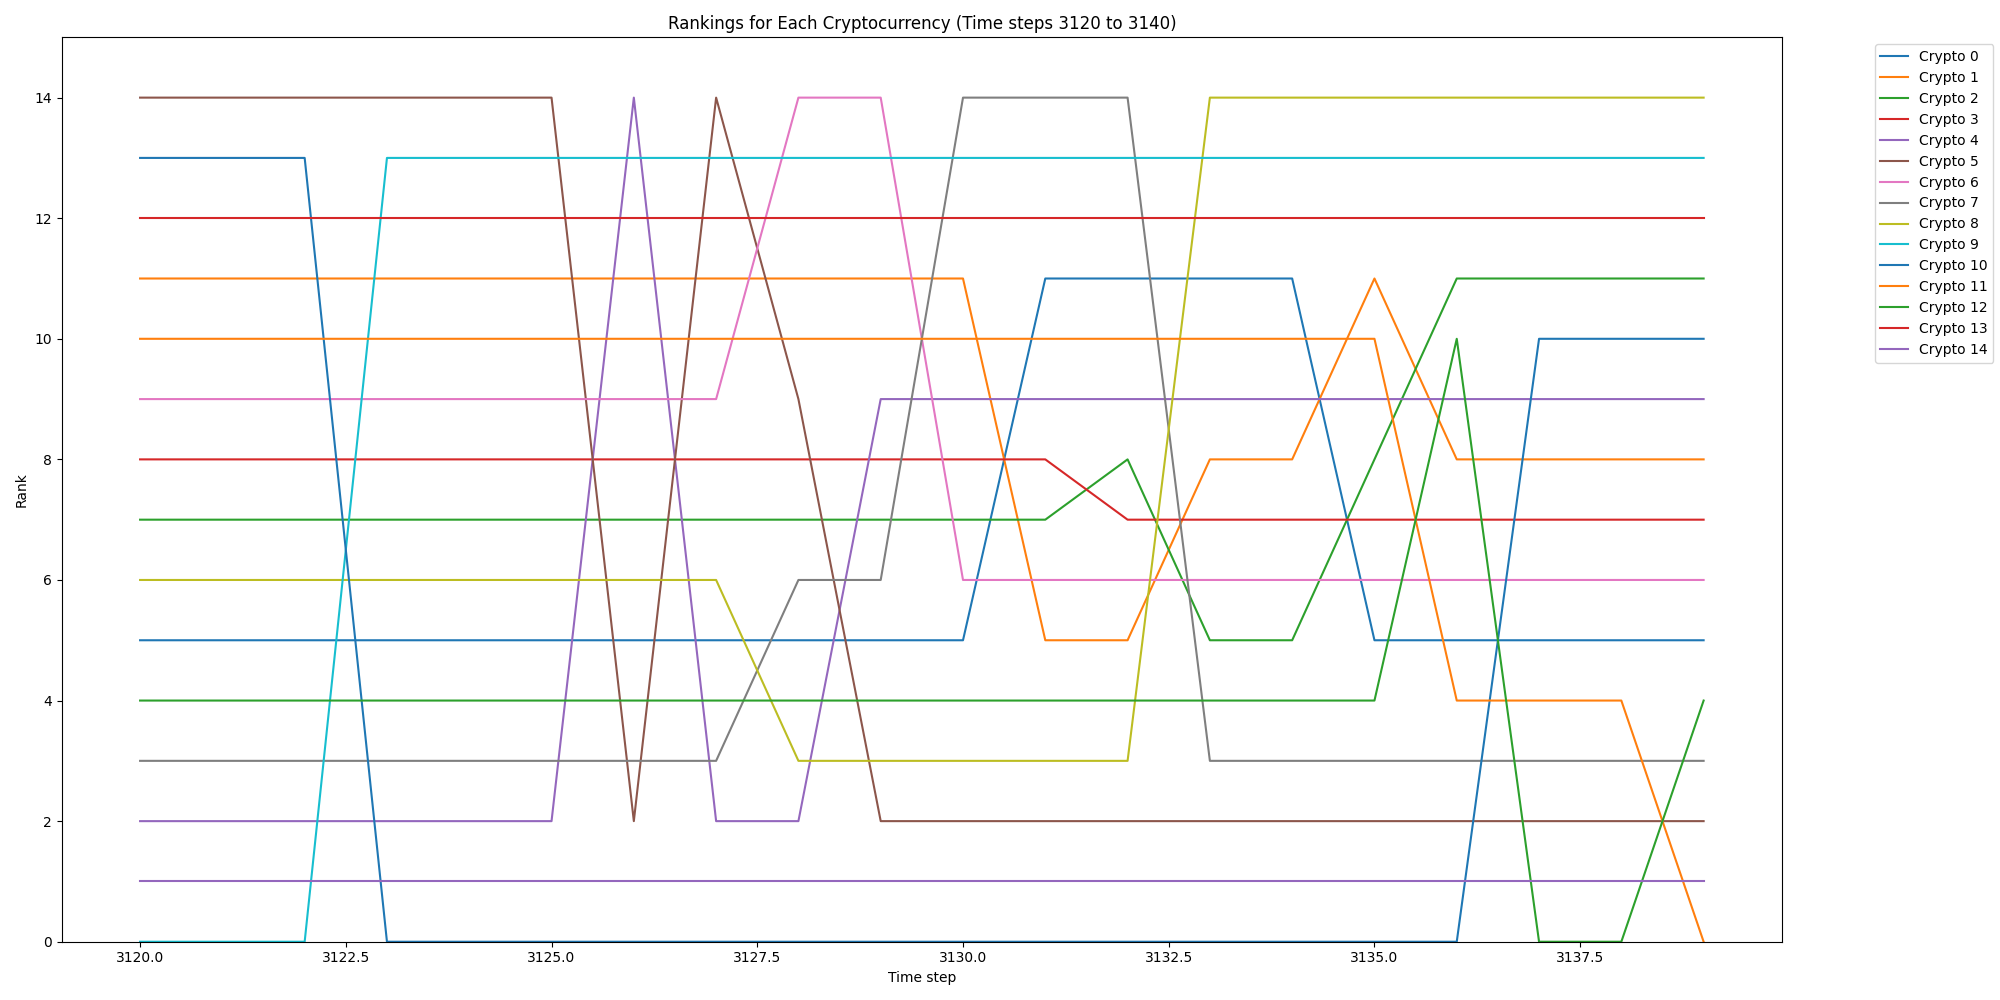 Rankings for Each Cryptocurrency (Time steps 3120 to 3140)
Rank
14
12
10
8
6
4
2
0
3120.0 3122.5 3125.0 3127.5 3130.0 3132.5 3135.0 3137.5
Time step
Crypto 0
Crypto 1
Crypto 2
Crypto 3
Crypto 4
Crypto 5
Crypto 6
Crypto 7
Crypto 8
Crypto 9
Crypto 10
Crypto 11
Crypto 12
Crypto 13
Crypto 14